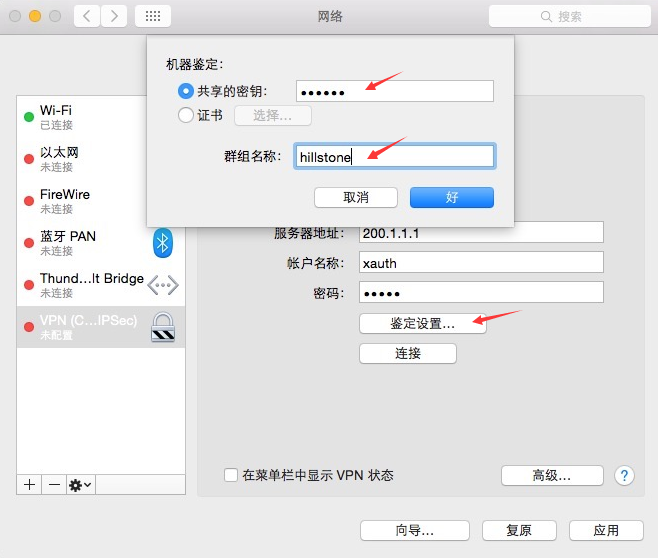 网络
搜索
机器鉴定：
共享的密钥： ••••••
证书 选择...
群组名称： hillstone
取消 好
Wi-Fi
已连接
以太网
未连接
FireWire
未连接
蓝牙 PAN
未连接
Thund...lt Bridge
未连接
VPN (C...IPSec)
未配置
服务器地址： 200.1.1.1
帐户名称： xauth
密码： •••••
鉴定设置...
连接
在菜单栏中显示 VPN 状态
高级... ?
向导... 复原 应用